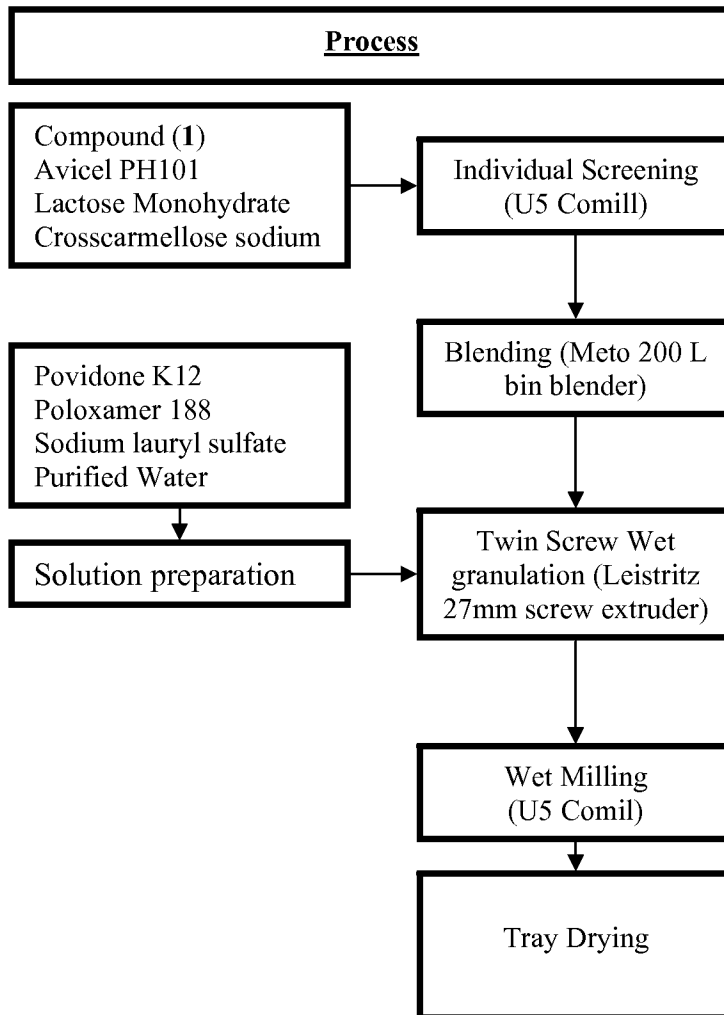 Process
Compound (1)
Avicel PH101
Lactose Monohydrate
Crosscarmellose sodium
Individual Screening
(U5 Comill)
Blending (Meto 200 L
bin blender)
Povidone K12
Poloxamer 188
Sodium lauryl sulfate
Purified Water
Solution preparation
Twin Screw Wet
granulation (Leistritz
27mm screw extruder)
Wet Milling
(U5 Comil)
Tray Drying